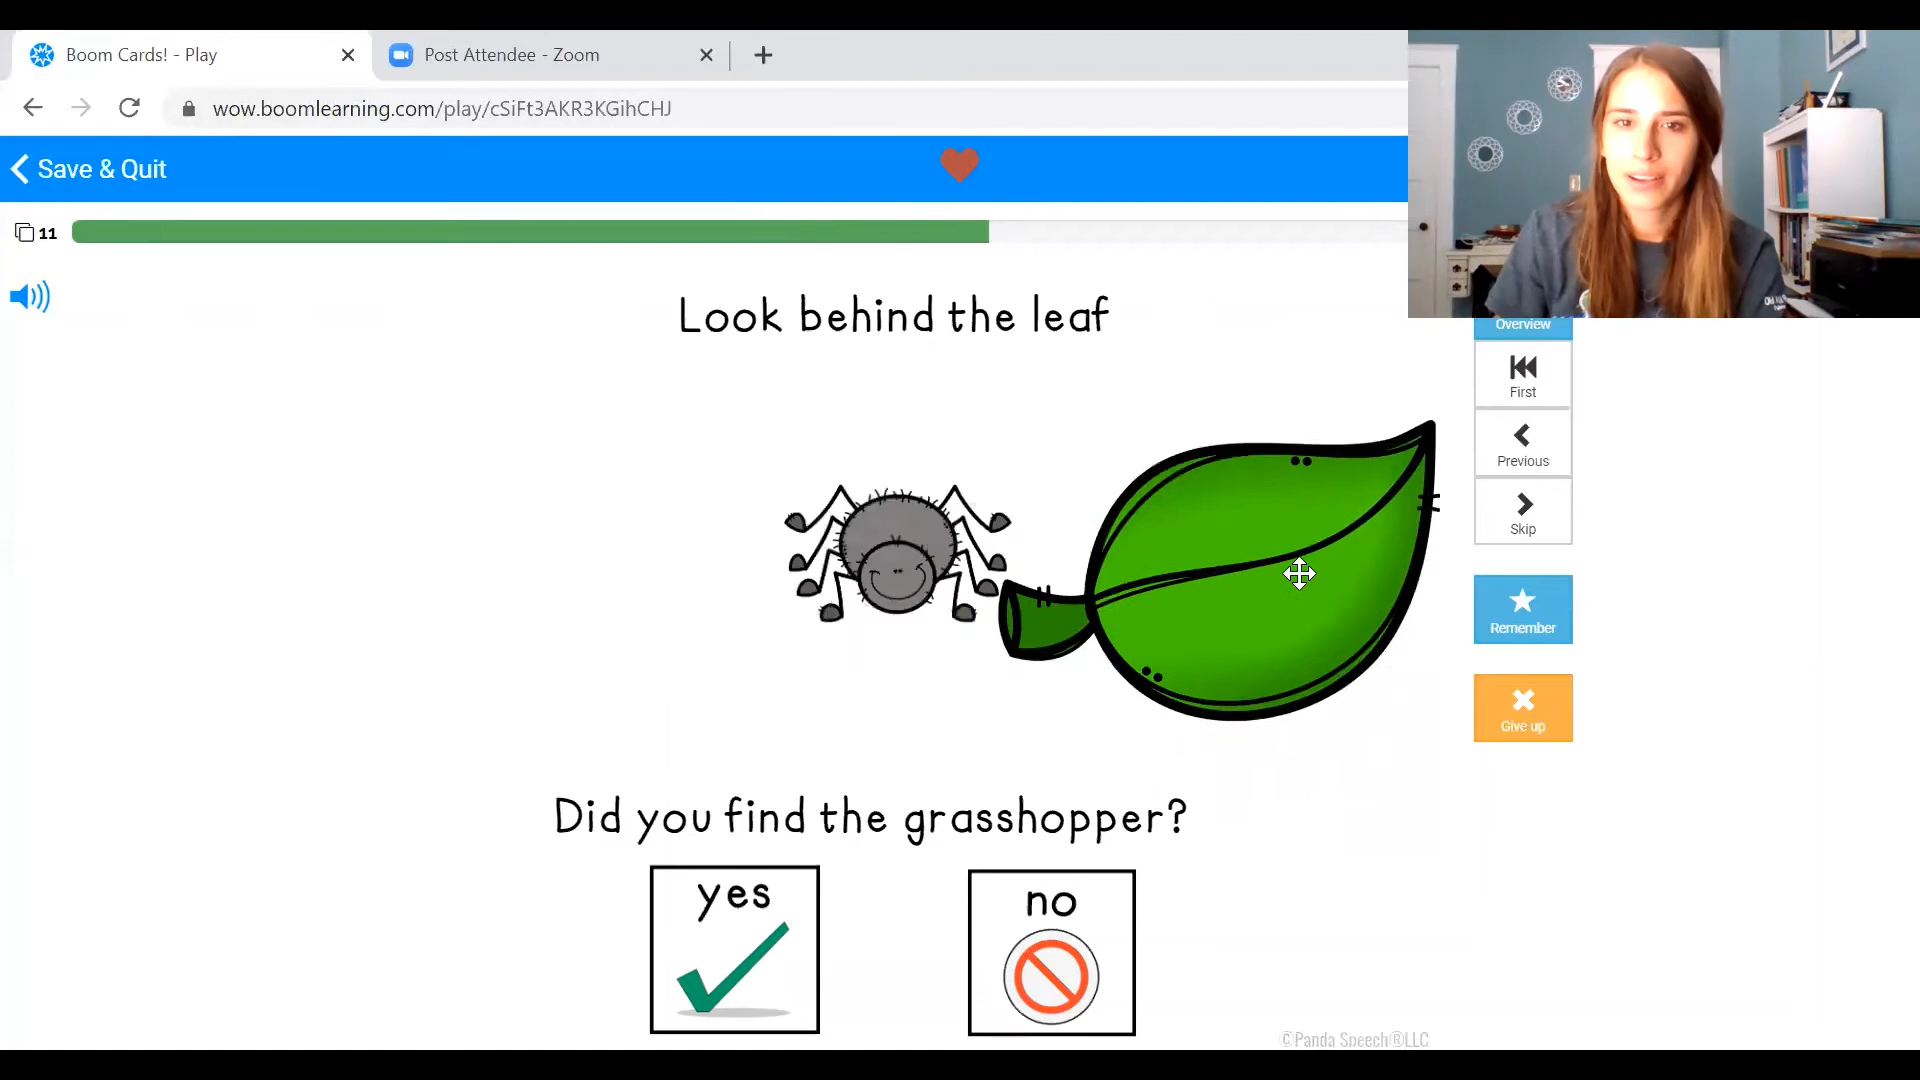 Boom Cards! - Play
Post Attendee - Zoom
wow.boomlearning.com/play/cSiFt3AKR3KGihCHJ
Save & Quit
11
Look behind the leaf
Overview
First
Previous
Skip
Remember
Give up
Did you find the grasshopper?
yes
no
©Panda Speech®LLC